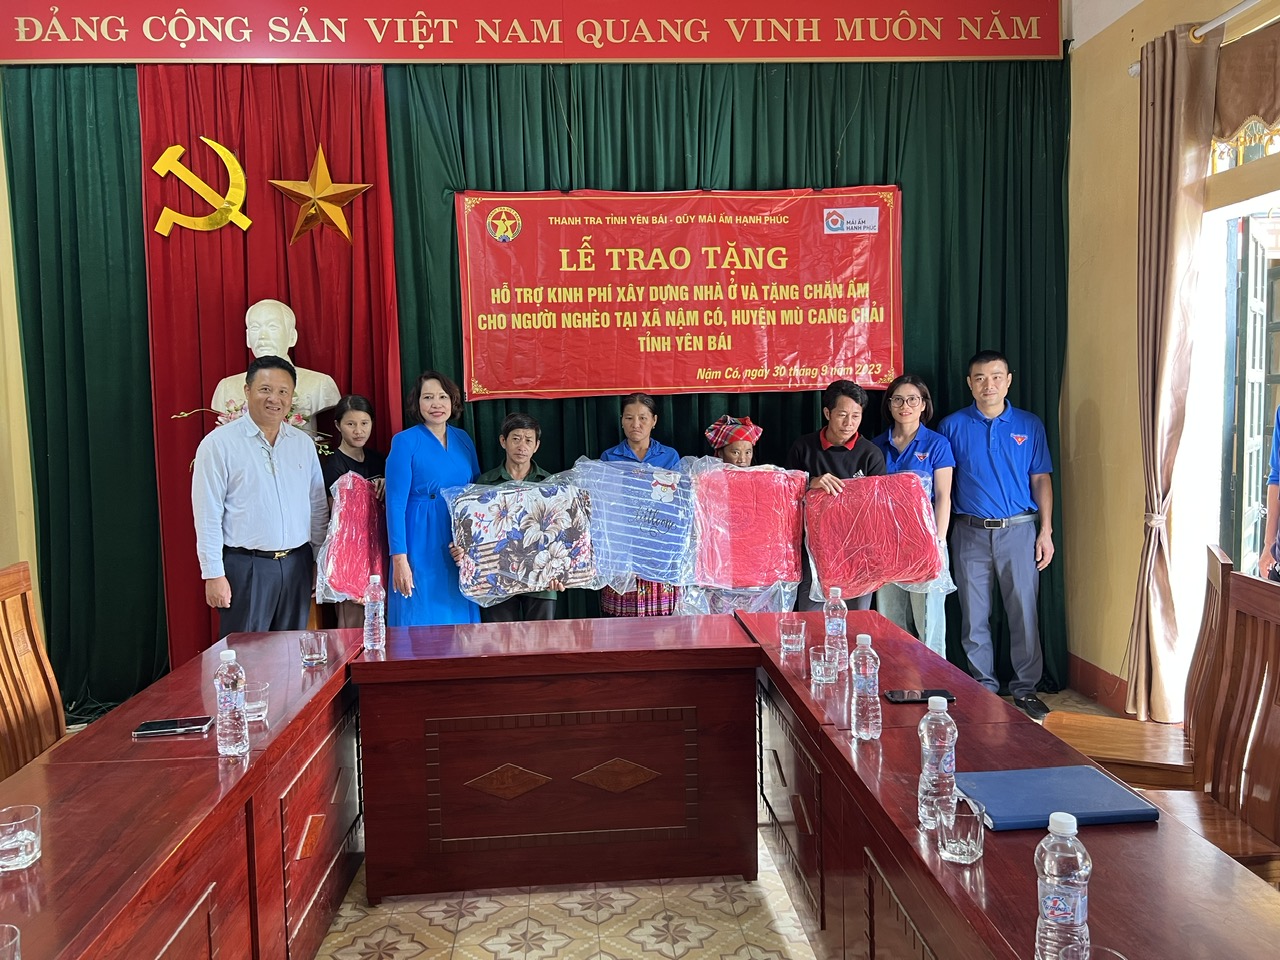 ĐẢNG CỘNG SẢN VIỆT NAM QUANG VINH MUÔN NĂM
THANH TRA TỈNH YÊN BÁI - QŨY MÁI ẤM HẠNH PHÚC
MÁI ẤM
HẠNH PHÚC
LỄ TRAO TẶNG
HỖ TRỢ KINH PHÍ XÂY DỰNG NHÀ Ở VÀ TẶNG CHĂN ẤM
CHO NGƯỜI NGHÈO TẠI XÃ NẬM CÓ, HUYỆN MÙ CANG CHẢI
TỈNH YÊN BÁI
Nậm Có, ngày 30 tháng 9 năm 2023